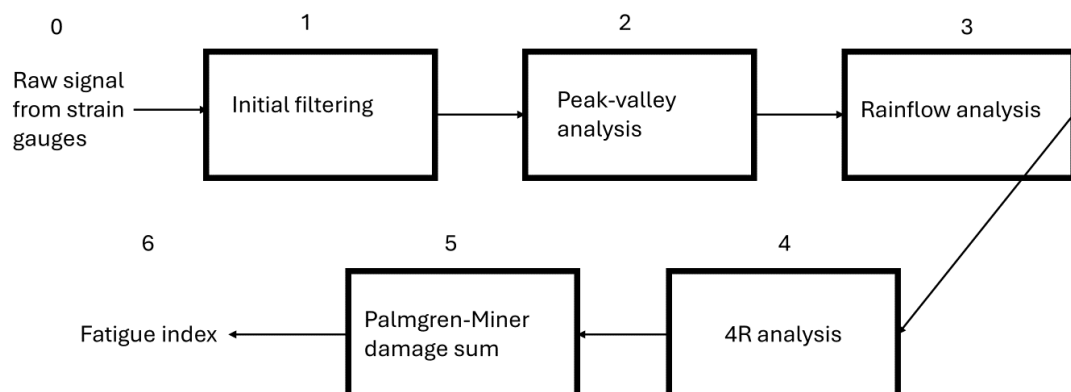 0
1
2
3
Raw signal
from strain
gauges
Initial filtering
Peak-valley
analysis
Rainflow analysis
6
5
4
Fatigue index
Palmgren-Miner
damage sum
4R analysis